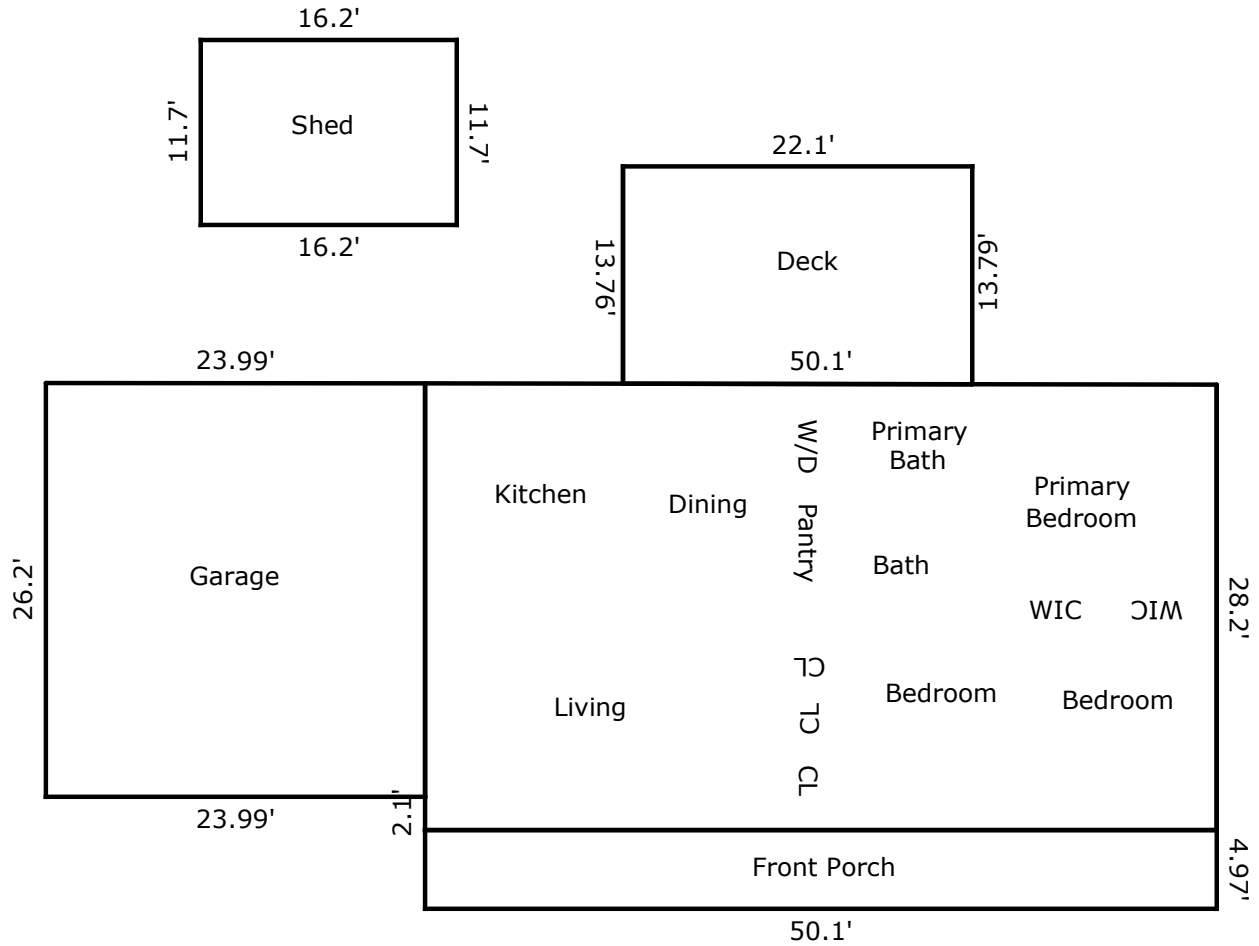 16.2'
11.7'
Shed
11.7'
16.2'
22.1'
13.76'
Deck
13.79'
23.99'
50.1'
W/D
Primary
Bath
Kitchen
Dining
Pantry
Primary
Bedroom
Garage
Bath
26.2'
WIC
WIC
28.2'
CL
Living
Bedroom
Bedroom
CL
CL
23.99'
2.1'
Front Porch
4.97'
50.1'